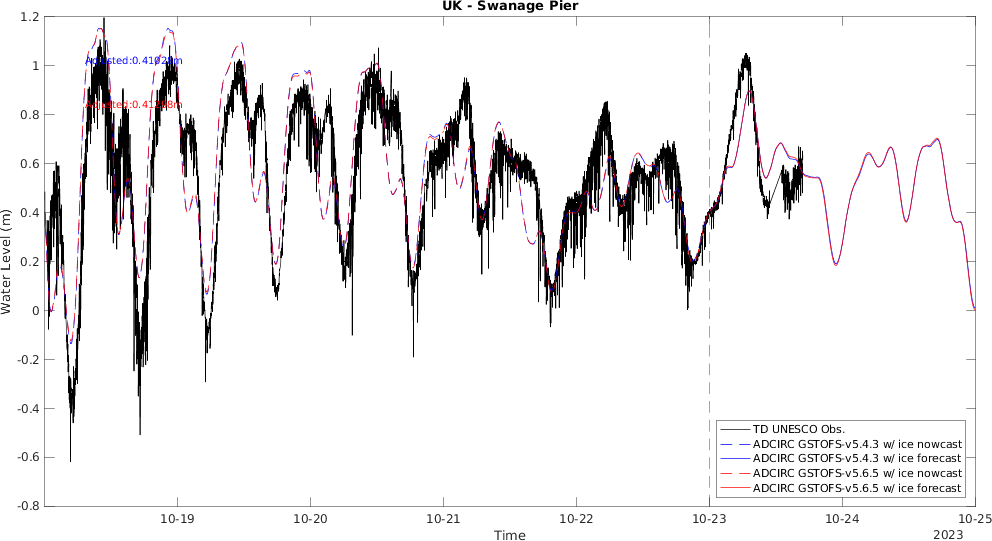 UK - Swanage Pier
1.2
1
0.8
0.6
0.4
0.2
0
-0.2
-0.4
-0.6
-0.8
Water Level (m)
10-19
10-20
10-21
10-22
10-23
10-24
10-25
Time
2023
TD UNESCO Obs.
ADCIRC GSTOFS-v5.4.3 w/ ice nowcast
ADCIRC GSTOFS-v5.4.3 w/ ice forecast
ADCIRC GSTOFS-v5.6.5 w/ ice nowcast
ADCIRC GSTOFS-v5.6.5 w/ ice forecast